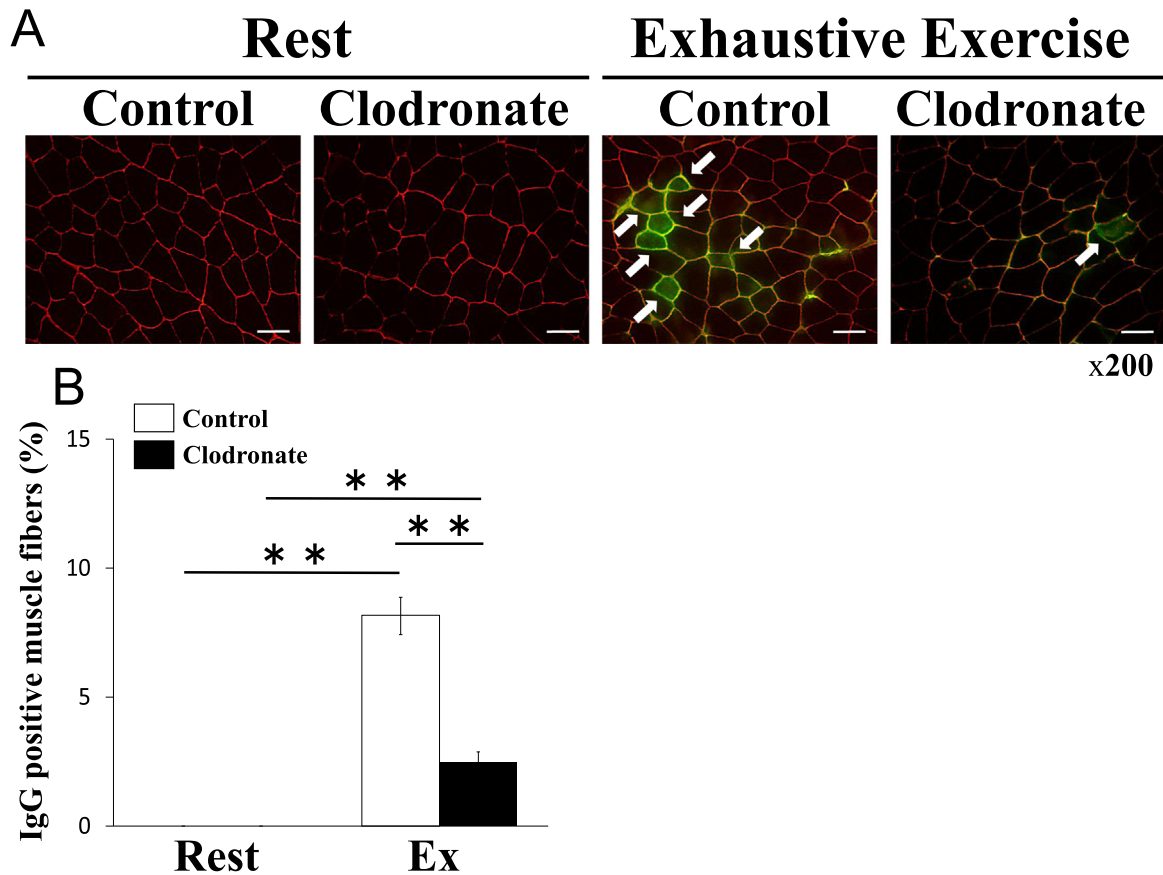 A
Rest
Exhaustive Exercise
Control
Clodronate
Control
Clodronate
x200
B
Control
Clodronate
IgG positive muscle fibers (%)
15
10
5
0
* *
* *
* *
Rest
Ex